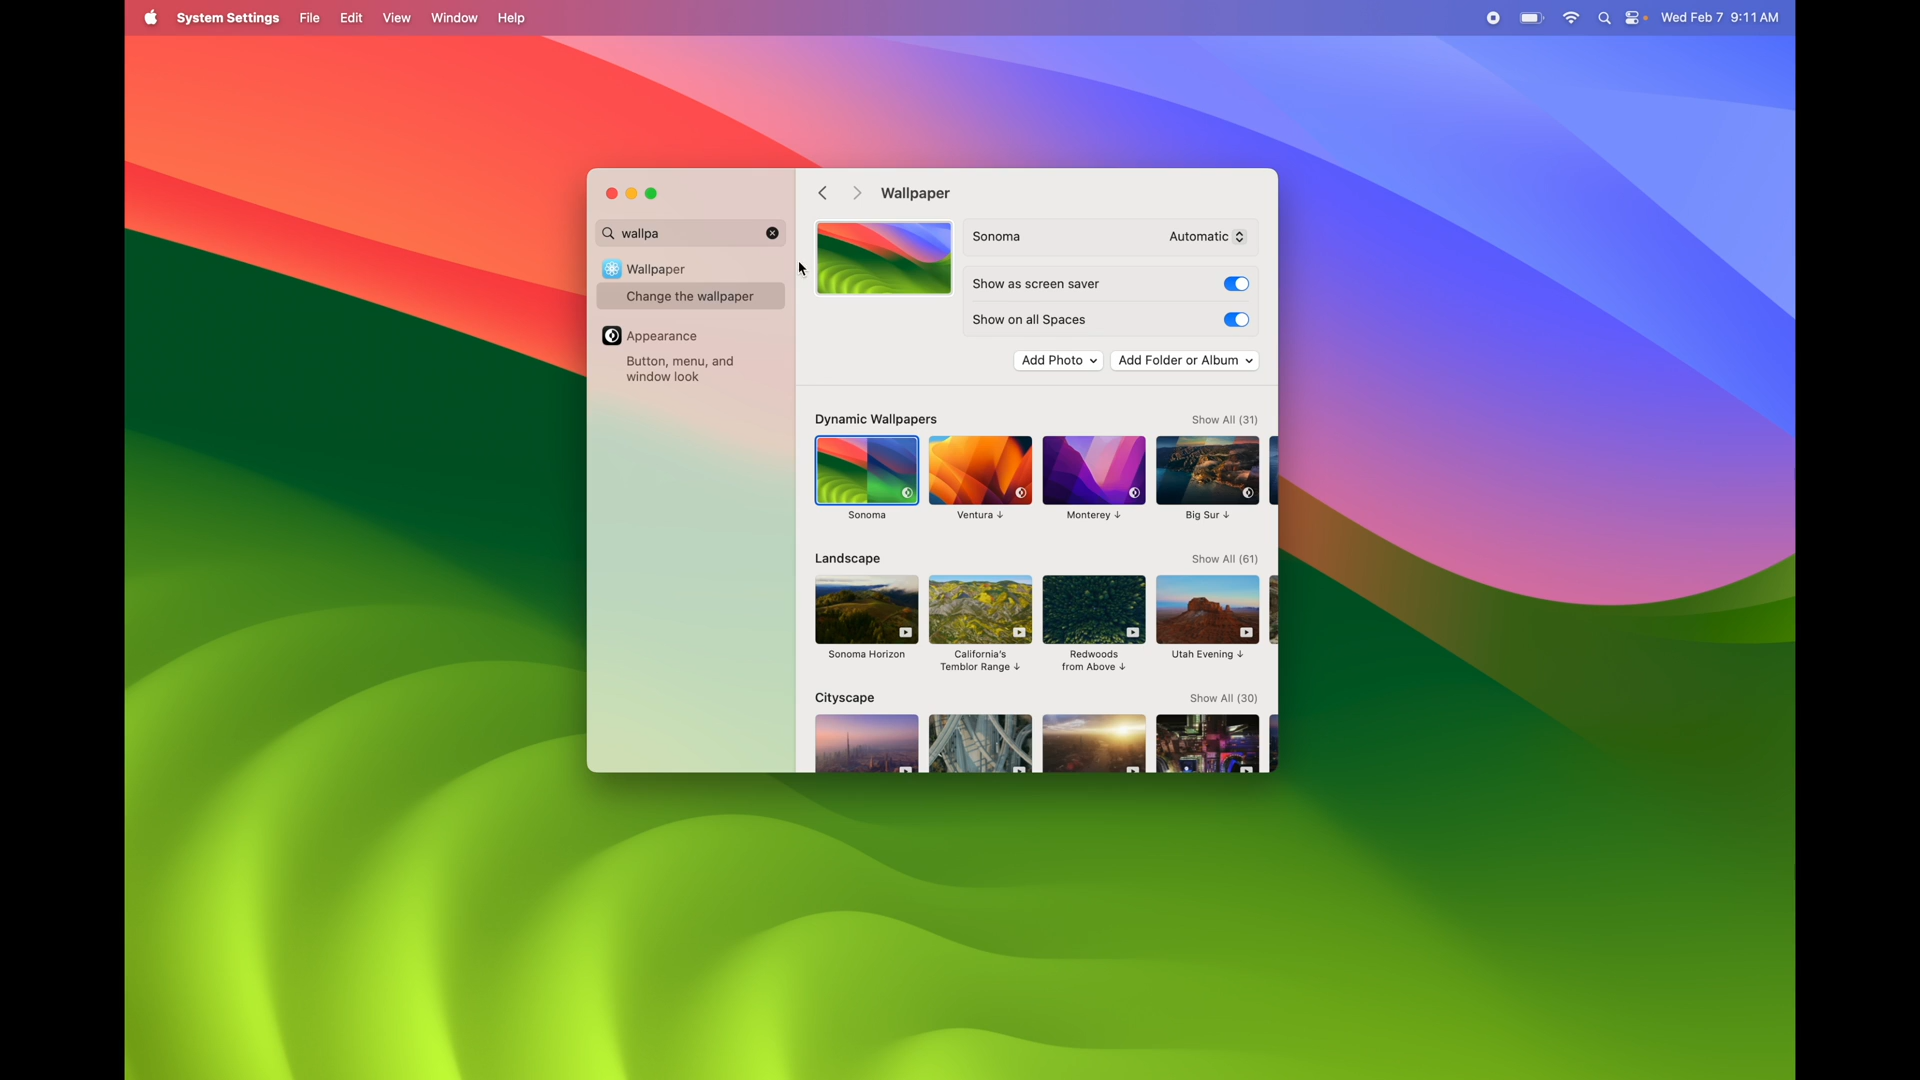 System Settings File Edit View Window Help Wed Feb 7 9:11 AM
Wallpaper
wallpa
Wallpaper
Change the wallpaper
Appearance
Button, menu, and
window look
Sonoma Automatic
Show as screen saver
Show on all Spaces
Add Photo Add Folder or Album
Dynamic Wallpapers Show All (31)
Sonoma Ventura ↓ Monterey ↓ Big Sur ↓
Landscape Show All (61)
Sonoma Horizon California's Redwoods Utah Evening ↓
Temblor Range ↓ from Above ↓
Cityscape Show All (30)